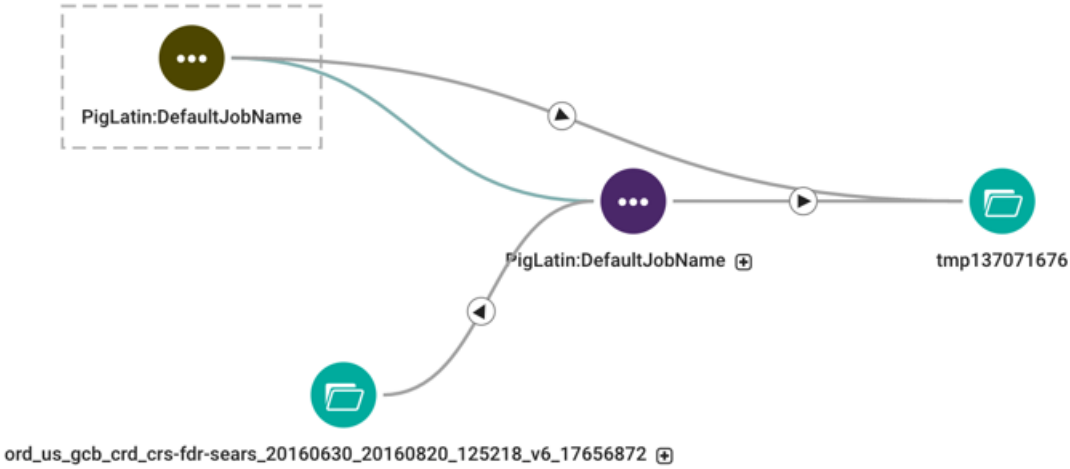 PigLatin:DefaultJobName
PigLatin:DefaultJobName
tmp137071676
ord_us_gcb_crd_crs-fdr-sears_20160630_20160820_125218_v6_17656872